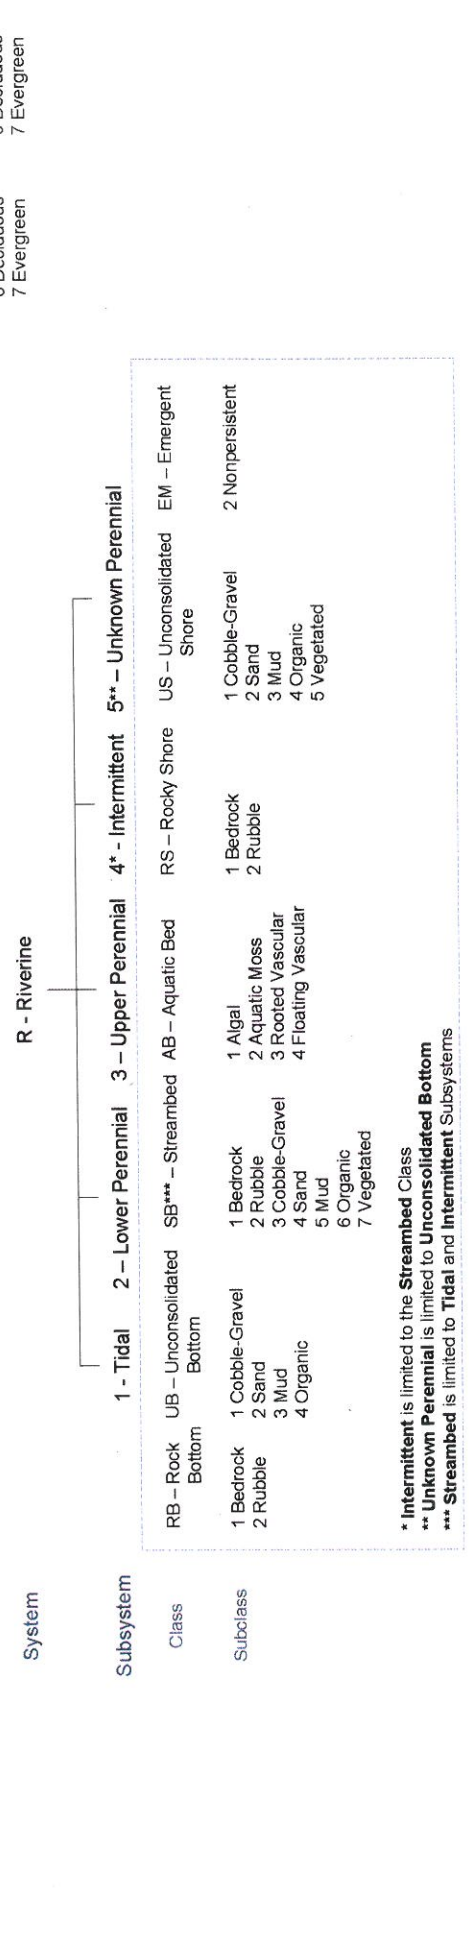 7 Evergreen
7 Evergreen
System
R - Riverine
Subsystem
1 - Tidal
2 – Lower Perennial
3 – Upper Perennial
4* - Intermittent
5** – Unknown Perennial
Class
RB – Rock
Bottom
UB – Unconsolidated
Bottom
SB*** – Streambed
AB – Aquatic Bed
RS – Rocky Shore
US – Unconsolidated
Shore
EM – Emergent
Subclass
1 Bedrock
2 Rubble
1 Cobble-Gravel
2 Sand
3 Mud
4 Organic
1 Bedrock
2 Rubble
3 Cobble-Gravel
4 Sand
5 Mud
6 Organic
7 Vegetated
1 Algal
2 Aquatic Moss
3 Rooted Vascular
4 Floating Vascular
1 Bedrock
2 Rubble
1 Cobble-Gravel
2 Sand
3 Mud
4 Organic
5 Vegetated
2 Nonpersistent
* Intermittent is limited to the Streambed Class
** Unknown Perennial is limited to Unconsolidated Bottom
*** Streambed is limited to Tidal and Intermittent Subsystems